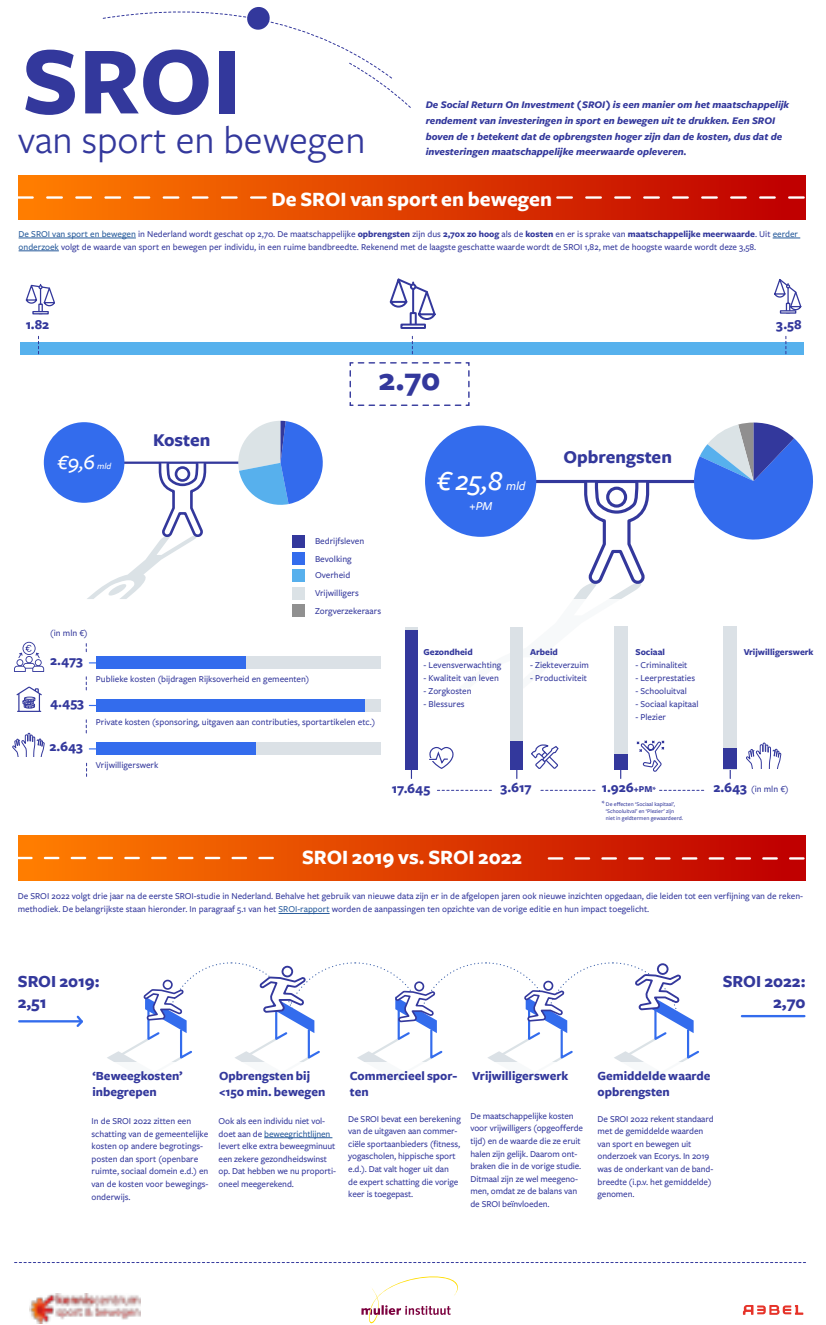 SROI
van sport en bewegen
De Social Return On Investment (SROI) is een manier om het maatschappelijk
rendement van investeringen in sport en bewegen uit te drukken. Een SROI
boven de 1 betekent dat de opbrengsten hoger zijn dan de kosten, dus dat de
investeringen maatschappelijke meerwaarde opleveren.
De SROI van sport en bewegen
De SROI van sport en bewegen in Nederland wordt geschat op 2,70. De maatschappelijke opbrengsten zijn dus 2,70x zo hoog als de kosten en er is sprake van maatschappelijke meerwaarde. Uit eerder
onderzoek volgt de waarde van sport en bewegen per individu, in een ruime bandbreedte. Rekenend met de laagste geschatte waarde wordt de SROI 1,82, met de hoogste waarde wordt deze 3,58.
1.82
3.58
2.70
Kosten
€9,6 mld
Opbrengsten
€ 25,8 mld
+PM
Bedrijfsleven
Bevolking
Overheid
Vrijwilligers
Zorgverzekeraars
(in mln €)
€
2.473
Publieke kosten (bijdragen Rijksoverheid en gemeenten)
4.453
Private kosten (sponsoring, uitgaven aan contributies, sportartikelen etc.)
2.643
Vrijwilligerswerk
Gezondheid
- Levensverwachting
- Kwaliteit van leven
- Zorgkosten
- Blessures
17.645
Arbeid
- Ziekteverzuim
- Productiviteit
3.617
Sociaal
- Criminaliteit
- Leerprestaties
- Schooluitval
- Sociaal kapitaal
- Plezier
1.926+PM*
* De effecten 'Sociaal kapitaal',
'Schooluitval' en 'Plezier' zijn
niet in geldtermen gewaardeerd.
Vrijwilligerswerk
2.643 (in mln €)
SROI 2019 vs. SROI 2022
De SROI 2022 volgt drie jaar na de eerste SROI-studie in Nederland. Behalve het gebruik van nieuwe data zijn er in de afgelopen jaren ook nieuwe inzichten opgedaan, die leiden tot een verfijning van de reken-
methodiek. De belangrijkste staan hieronder. In paragraaf 5.1 van het SROI-rapport worden de aanpassingen ten opzichte van de vorige editie en hun impact toegelicht.
SROI 2019:
2,51
SROI 2022:
2,70
'Beweegkosten'
inbegrepen
In de SROI 2022 zitten een
schatting van de gemeentelijke
kosten op andere begrotings-
posten dan sport (openbare
ruimte, sociaal domein e.d.) en
van de kosten voor bewegings-
onderwijs.
Opbrengsten bij
<150 min. bewegen
Ook als een individu niet vol-
doet aan de beweegrichtlijnen
levert elke extra beweegminuut
een zekere gezondheidswinst
op. Dat hebben we nu proporti-
oneel meegerekend.
Commercieel spor-
ten
De SROI bevat een berekening
van de uitgaven aan commer-
ciële sportaanbieders (fitness,
yogascholen, hippische sport
e.d.). Dat valt hoger uit dan
de expert schatting die vorige
keer is toegepast.
Vrijwilligerswerk
De maatschappelijke kosten
voor vrijwilligers (opgeofferde
tijd) en de waarde die ze eruit
halen zijn gelijk. Daarom ont-
braken die in de vorige studie.
Ditmaal zijn ze wel meegeno-
men, omdat ze de balans van
de SROI beïnvloeden.
Gemiddelde waarde
opbrengsten
De SROI 2022 rekent standaard
met de gemiddelde waarden
van sport en bewegen uit
onderzoek van Ecorys. In 2019
was de onderkant van de band-
breedte (i.p.v. het gemiddelde)
genomen.
kenniscentrum
sport & bewegen
mulier instituut
REBEL